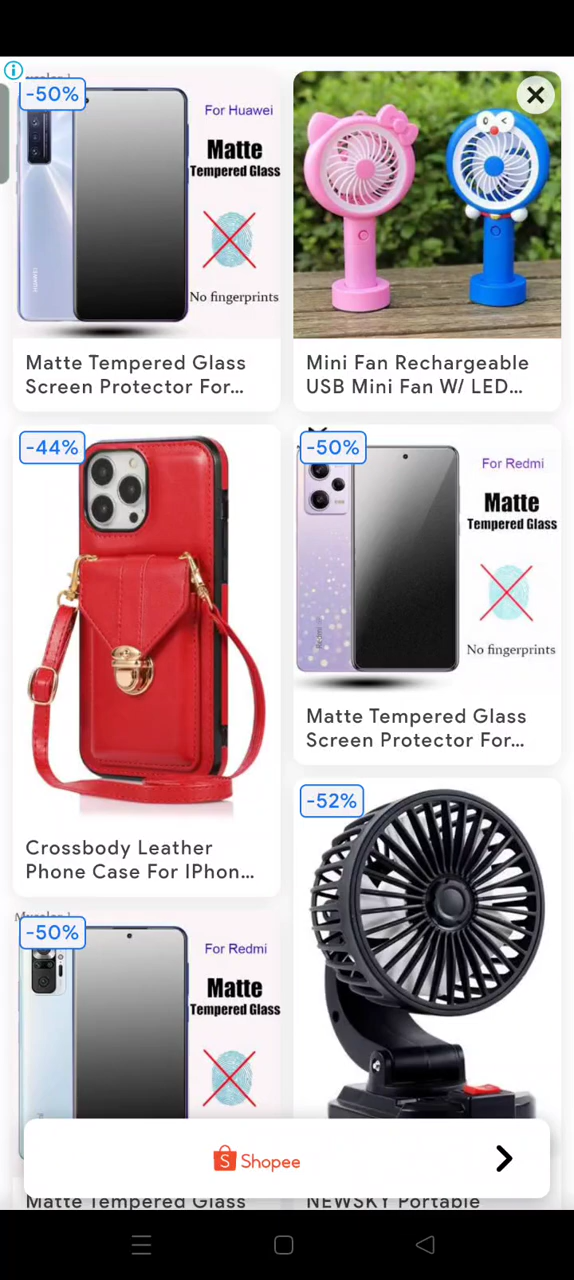 -50%
For Huawei
Matte
Tempered Glass
No fingerprints
HUAWEI
Matte Tempered Glass
Screen Protector For...
Mini Fan Rechargeable
USB Mini Fan W/ LED...
-44%
Crossbody Leather
Phone Case For IPhon...
-50%
For Redmi
Matte
Tempered Glass
No fingerprints
Redmi
Matte Tempered Glass
Screen Protector For...
-52%
-50%
For Redmi
Matte
Tempered Glass
Shopee
Matte Tempered Glass
NEWSKY Portable